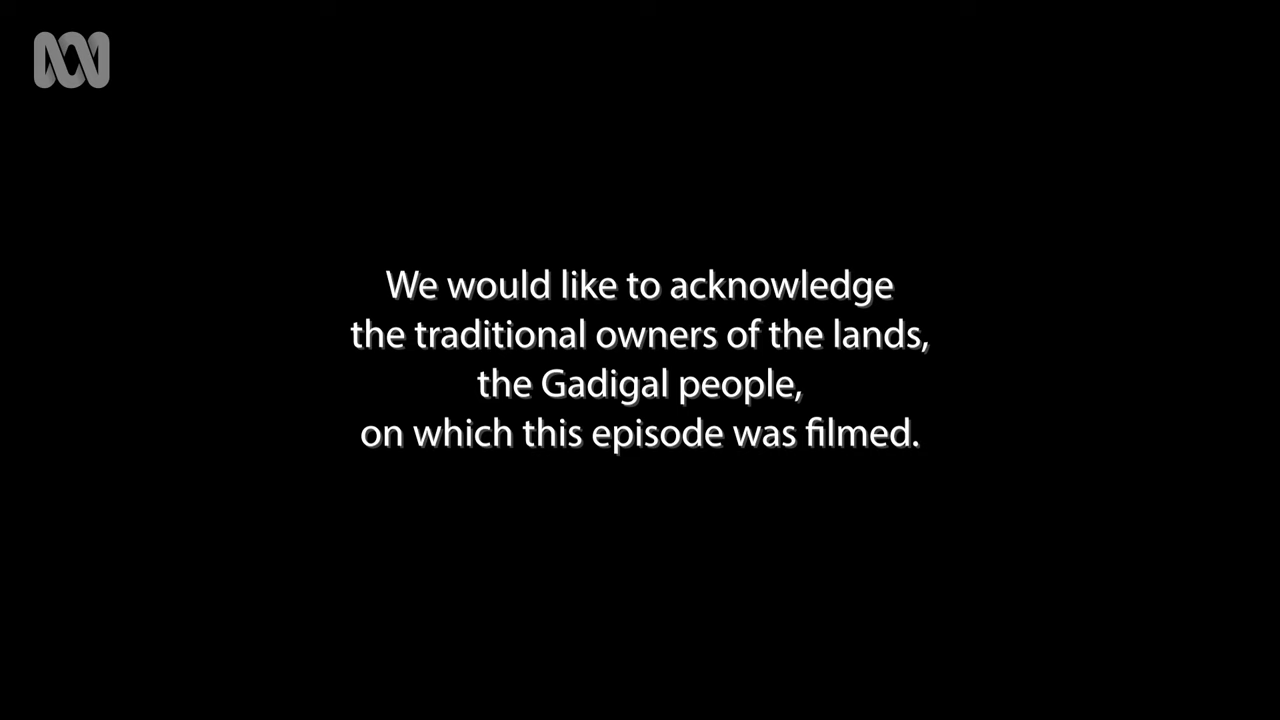 We would like to acknowledge
the traditional owners of the lands,
the Gadigal people,
on which this episode was filmed.